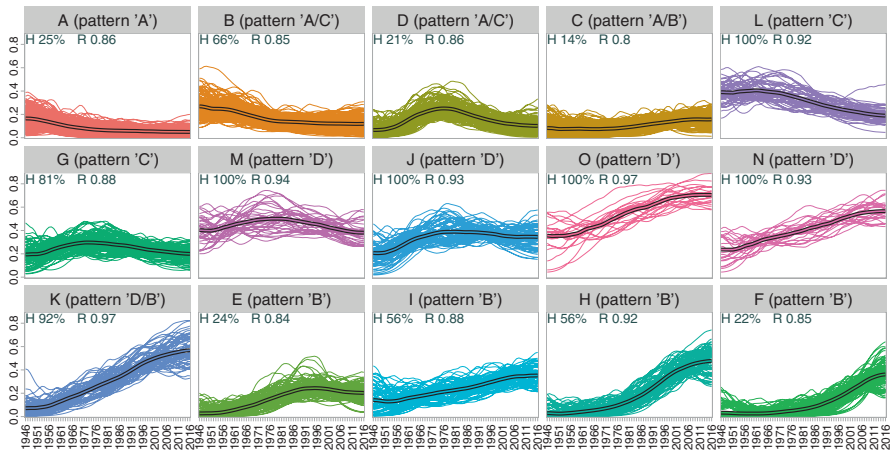 A (pattern 'A') B (pattern 'A/C') D (pattern 'A/C') C (pattern 'A/B') L (pattern 'C')
H 25% R 0.86 H 66% R 0.85 H 21% R 0.86 H 14% R 0.8 H 100% R 0.92
0.8
0.6
0.4
0.2
0.0
G (pattern 'C') M (pattern 'D') J (pattern 'D') O (pattern 'D') N (pattern 'D')
H 81% R 0.88 H 100% R 0.94 H 100% R 0.93 H 100% R 0.97 H 100% R 0.93
0.8
0.6
0.4
0.2
0.0
K (pattern 'D/B') E (pattern 'B') I (pattern 'B') H (pattern 'B') F (pattern 'B')
H 92% R 0.97 H 24% R 0.84 H 56% R 0.88 H 56% R 0.92 H 22% R 0.85
0.8
0.6
0.4
0.2
0.0
1946 1951 1956 1961 1966 1971 1976 1981 1986 1991 1996 2001 2006 2011 2016 1946 1951 1956 1961 1966 1971 1976 1981 1986 1991 1996 2001 2006 2011 2016 1946 1951 1956 1961 1966 1971 1976 1981 1986 1991 1996 2001 2006 2011 2016 1946 1951 1956 1961 1966 1971 1976 1981 1986 1991 1996 2001 2006 2011 2016 1946 1951 1956 1961 1966 1971 1976 1981 1986 1991 1996 2001 2006 2011 2016